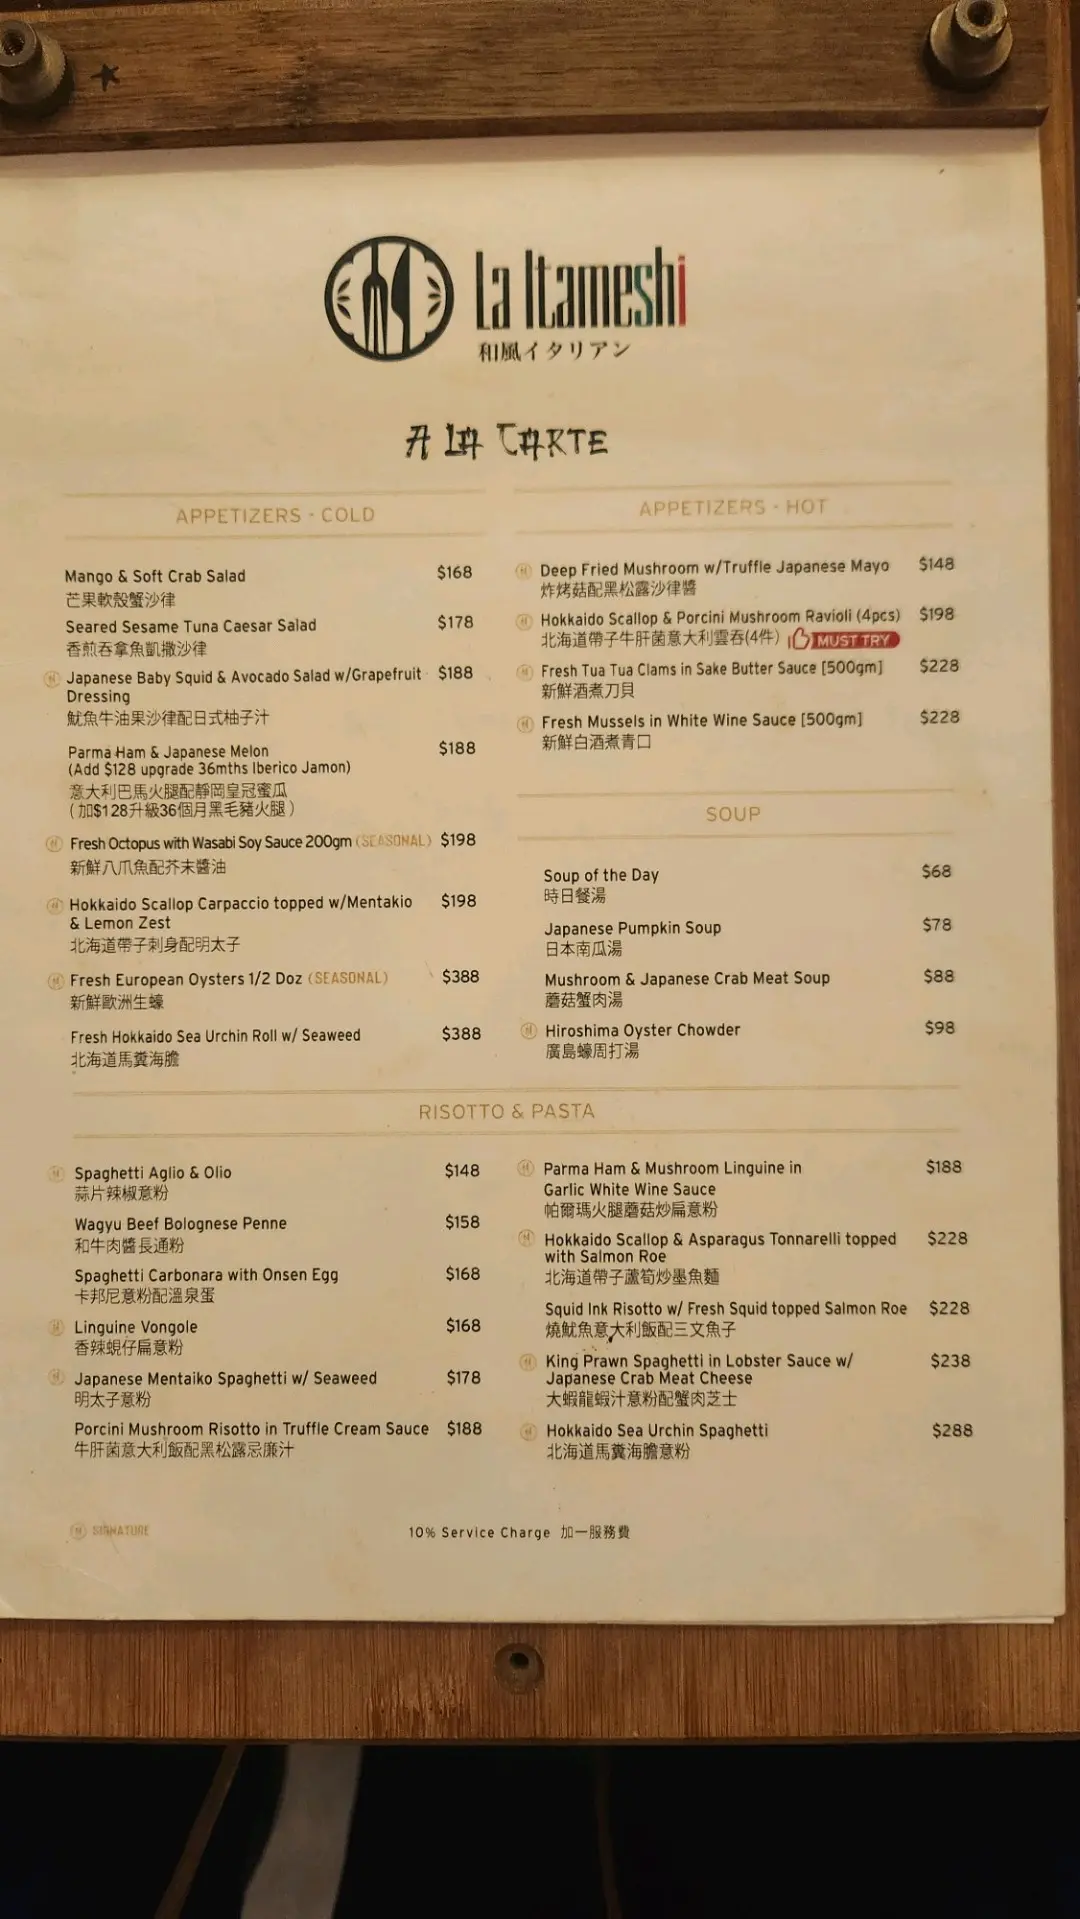 la Itameshi
和風イタリアン
A LA CARTE
APPETIZERS - COLD
Mango & Soft Crab Salad $168
芒果軟殼蟹沙律
Seared Sesame Tuna Caesar Salad $178
香煎吞拿魚凱撒沙律
Japanese Baby Squid & Avocado Salad w/Grapefruit $188
Dressing
魷魚牛油果沙律配日式柚子汁
Parma Ham & Japanese Melon $188
(Add $128 upgrade 36mths Iberico Jamon)
意大利巴馬火腿配靜岡皇冠蜜瓜
(加$128升級36個月黑毛豬火腿)
Fresh Octopus with Wasabi Soy Sauce 200gm (SEASONAL) $198
新鮮八爪魚配芥末醬油
Hokkaido Scallop Carpaccio topped w/Mentakio $198
& Lemon Zest
北海道帶子刺身配明太子
Fresh European Oysters 1/2 Doz (SEASONAL) $388
新鮮歐洲生蠔
Fresh Hokkaido Sea Urchin Roll w/ Seaweed $388
北海道馬糞海膽
APPETIZERS - HOT
Deep Fried Mushroom w/Truffle Japanese Mayo $148
炸烤菇配黑松露沙律醬
Hokkaido Scallop & Porcini Mushroom Ravioli (4pcs) $198
北海道帶子牛肝菌意大利雲吞(4件) MUST TRY
Fresh Tua Tua Clams in Sake Butter Sauce [500gm] $228
新鮮酒煮刀貝
Fresh Mussels in White Wine Sauce [500gm] $228
新鮮白酒煮青口
SOUP
Soup of the Day $68
時日餐湯
Japanese Pumpkin Soup $78
日本南瓜湯
Mushroom & Japanese Crab Meat Soup $88
蘑菇蟹肉湯
Hiroshima Oyster Chowder $98
廣島蠔周打湯
RISOTTO & PASTA
Spaghetti Aglio & Olio $148
蒜片辣椒意粉
Wagyu Beef Bolognese Penne $158
和牛肉醬長通粉
Spaghetti Carbonara with Onsen Egg $168
卡邦尼意粉配溫泉蛋
Linguine Vongole $168
香辣蜆仔扁意粉
Japanese Mentaiko Spaghetti w/ Seaweed $178
明太子意粉
Porcini Mushroom Risotto in Truffle Cream Sauce $188
牛肝菌意大利飯配黑松露忌廉汁
Parma Ham & Mushroom Linguine in $188
Garlic White Wine Sauce
帕爾瑪火腿蘑菇炒扁意粉
Hokkaido Scallop & Asparagus Tonnarelli topped $228
with Salmon Roe
北海道帶子蘆筍炒墨魚麵
Squid Ink Risotto w/ Fresh Squid topped Salmon Roe $228
燒魷魚意大利飯配三文魚子
King Prawn Spaghetti in Lobster Sauce w/ $238
Japanese Crab Meat Cheese
大蝦龍蝦汁意粉配蟹肉芝士
Hokkaido Sea Urchin Spaghetti $288
北海道馬糞海膽意粉
SIGNATURE
10% Service Charge 加一服務費